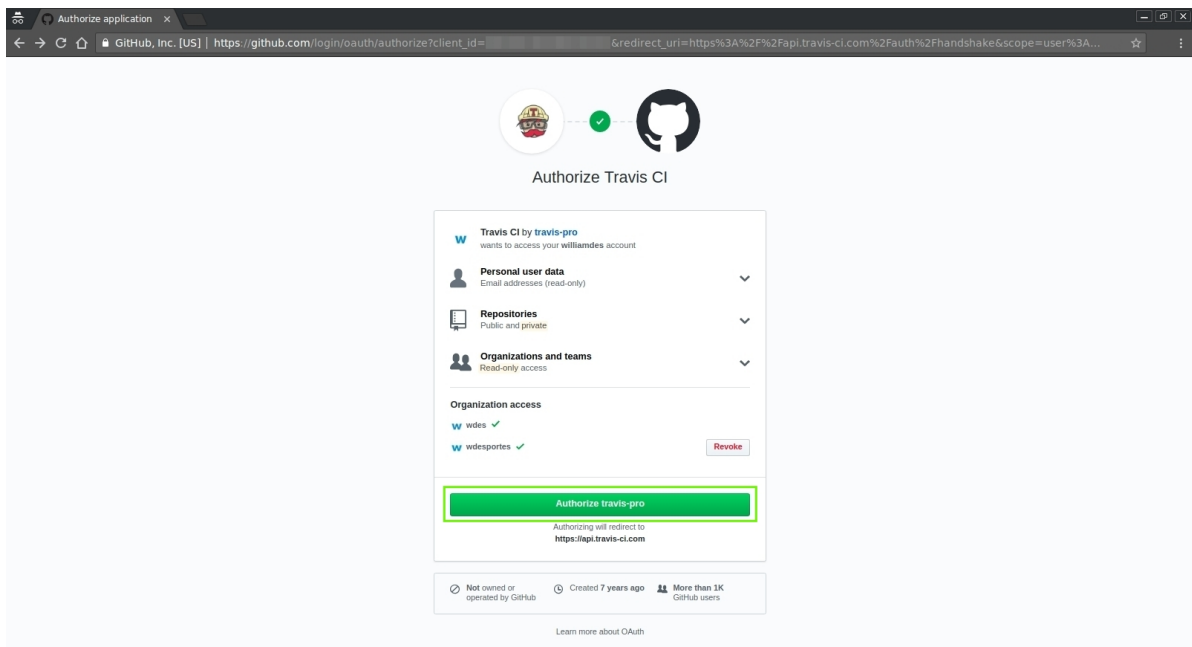 Authorize application
GitHub, Inc. [US] | https://github.com/login/oauth/authorize?client_id= &redirect_uri=https%3A%2F%2Fapi.travis-ci.com%2Fauth%2Fhandshake&scope=user%3A...
Authorize Travis CI
Travis CI by travis-pro
wants to access your williamdes account
Personal user data
Email addresses (read-only)
Repositories
Public and private
Organizations and teams
Read-only access
Organization access
wdes
wdesportes
Revoke
Authorize travis-pro
Authorizing will redirect to
https://api.travis-ci.com
Not owned or
operated by GitHub
Created 7 years ago
More than 1K
GitHub users
Learn more about OAuth